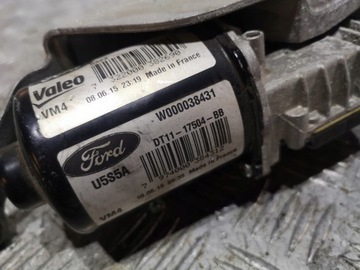 Valeo
VM4
08.06.15 23:19 Made in France
Ford
U5S5A
W000038431
DT11-17504-BB
Made in France
VM4